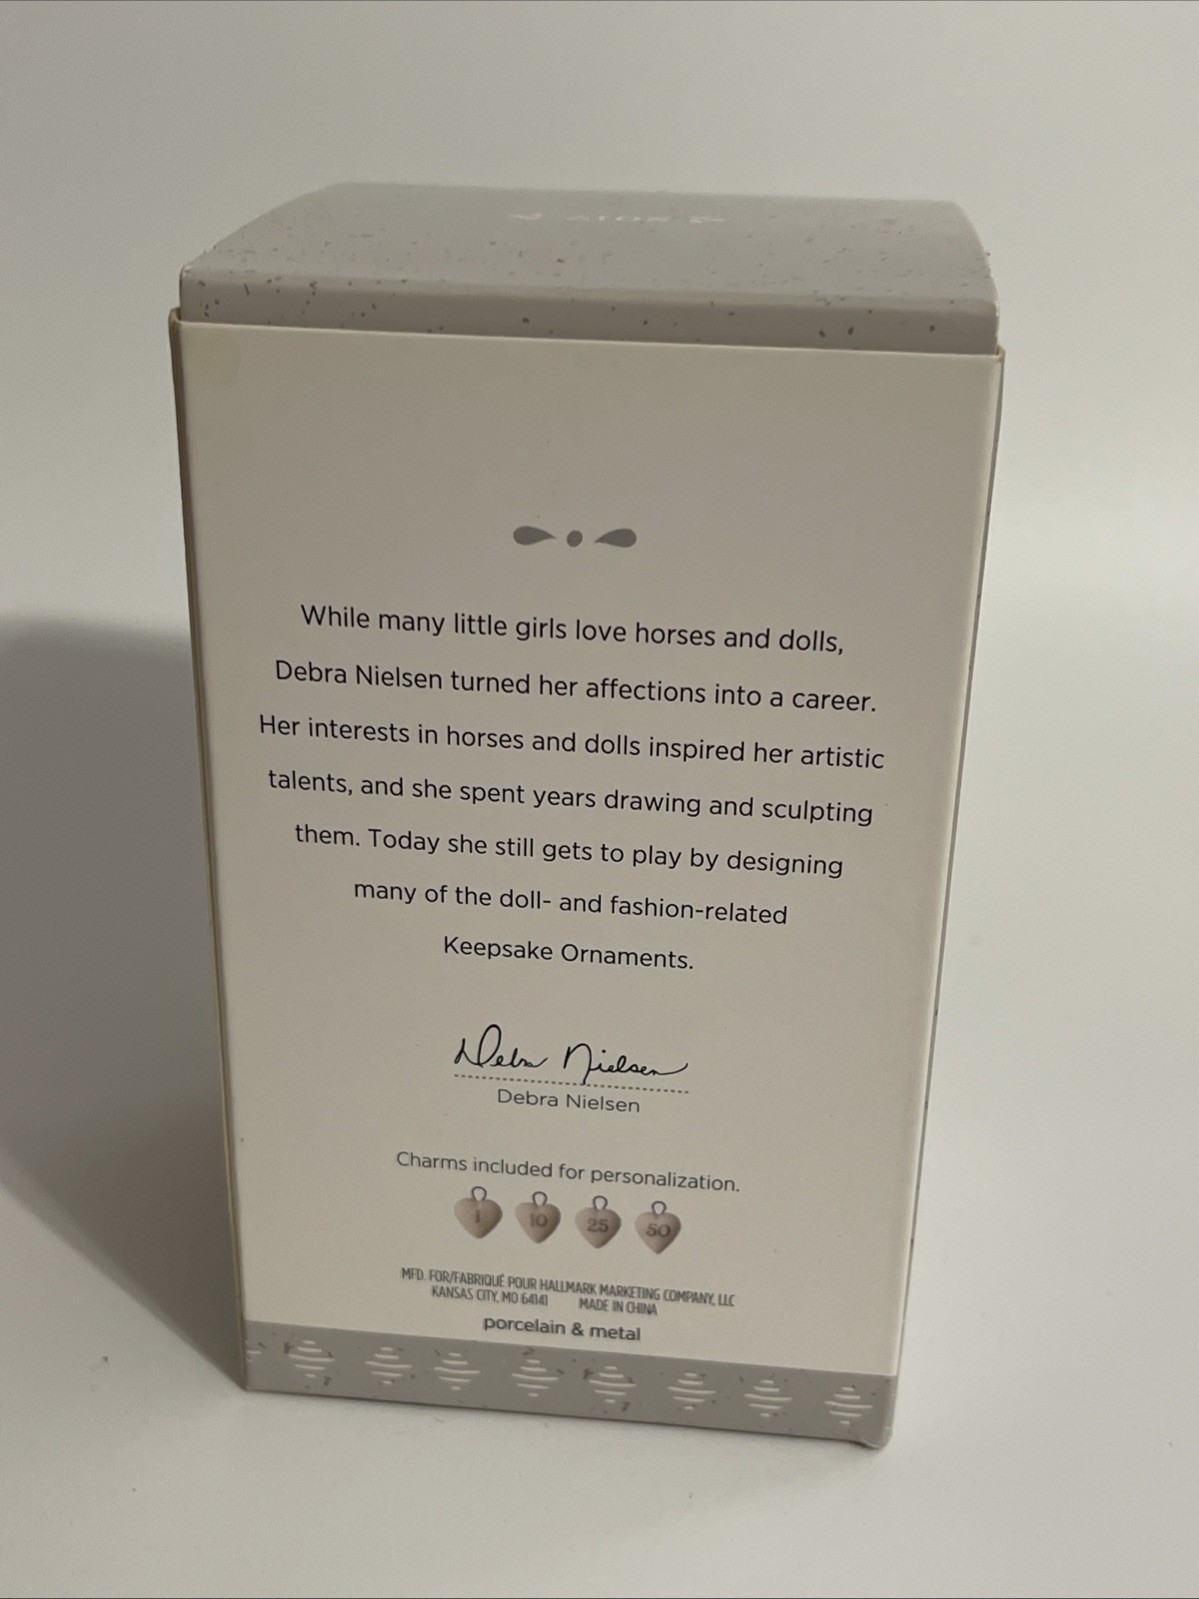 While many little girls love horses and dolls,
Debra Nielsen turned her affections into a career.
Her interests in horses and dolls inspired her artistic
talents, and she spent years drawing and sculpting
them. Today she still gets to play by designing
many of the doll- and fashion-related
Keepsake Ornaments.
Debra Nielsen
Debra Nielsen
Charms included for personalization.
1 10 25 50
MFD. FOR/FABRIQUÉ POUR HALLMARK MARKETING COMPANY, LLC
KANSAS CITY, MO 64141 MADE IN CHINA
porcelain & metal